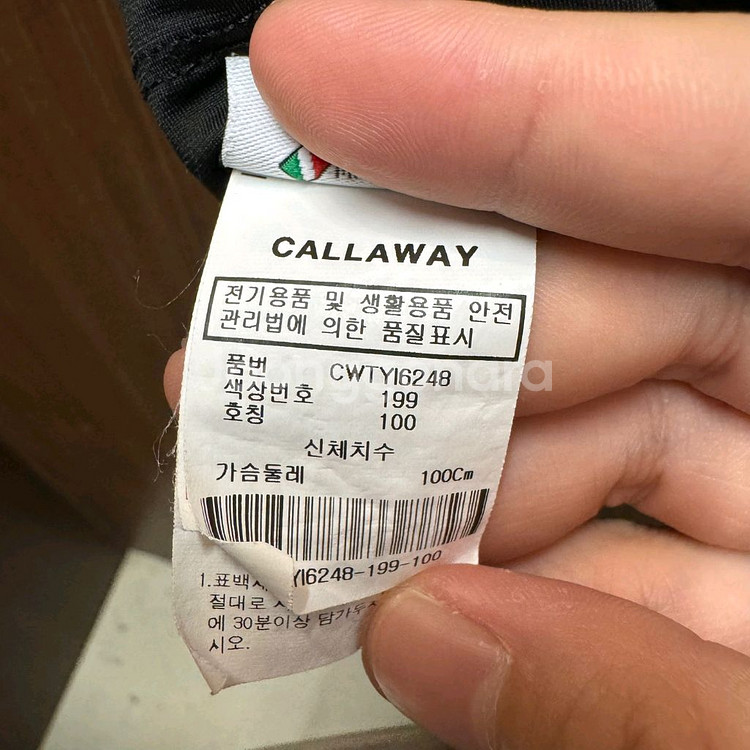 CALLAWAY
전기용품 및 생활용품 안전
관리법에 의한 품질표시
품번 CWTYI6248
색상번호 199
호칭 100
신체치수
가슴둘레 100Cm
YI6248-199-100
1.표백
절대로
에 30분이상 담가두
시오.